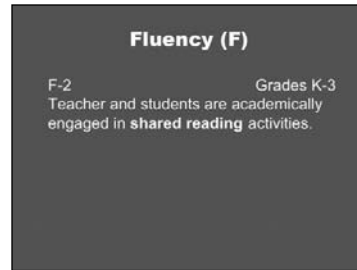 Fluency (F)
F-2 Grades K-3
Teacher and students are academically
engaged in shared reading activities.